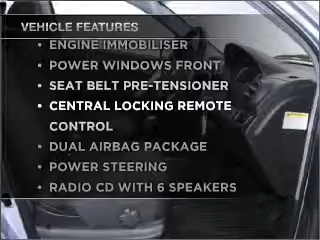 VEHICLE FEATURES
• ENGINE IMMOBILISER
• POWER WINDOWS FRONT
• SEAT BELT PRE-TENSIONER
• CENTRAL LOCKING REMOTE
CONTROL
• DUAL AIRBAG PACKAGE
• POWER STEERING
• RADIO CD WITH 6 SPEAKERS